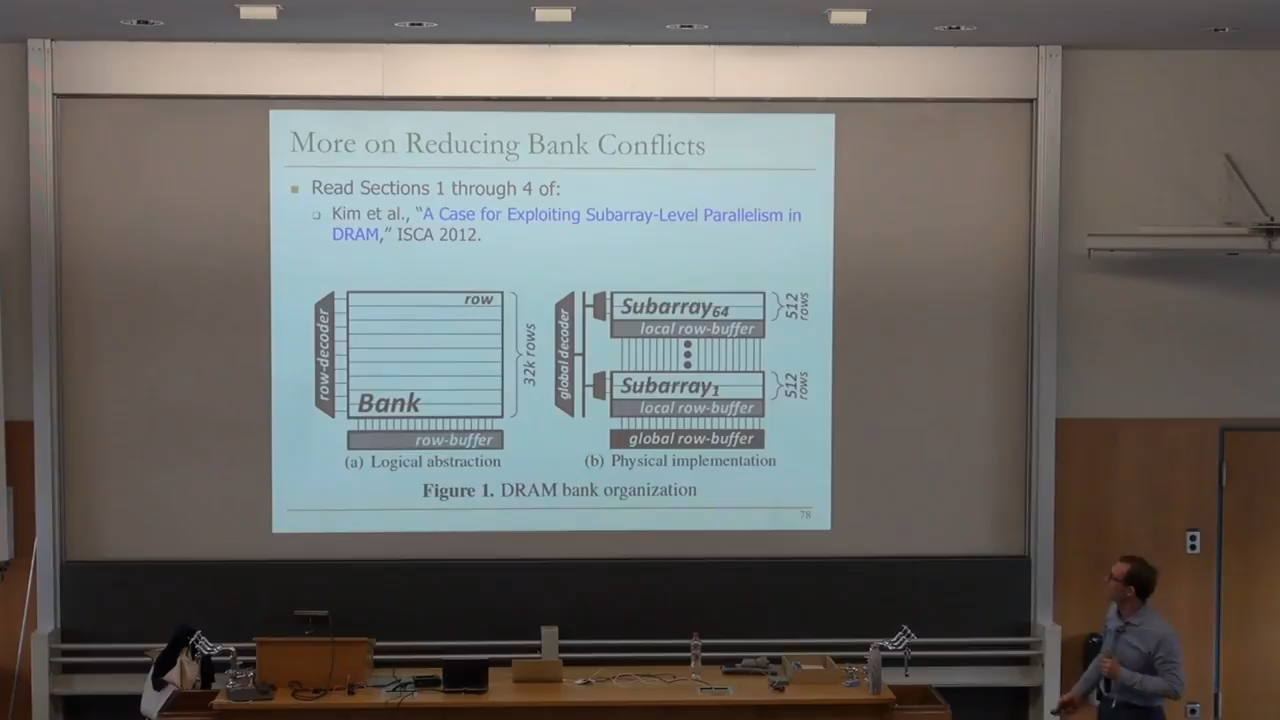 More on Reducing Bank Conflicts
Read Sections 1 through 4 of:
Kim et al., “A Case for Exploiting Subarray-Level Parallelism in
DRAM,” ISCA 2012.
row-decoder
row
Bank
row-buffer
32k rows
(a) Logical abstraction
global decoder
Subarray64
local row-buffer
512
rows
Subarray1
local row-buffer
512
rows
global row-buffer
(b) Physical implementation
Figure 1. DRAM bank organization
78